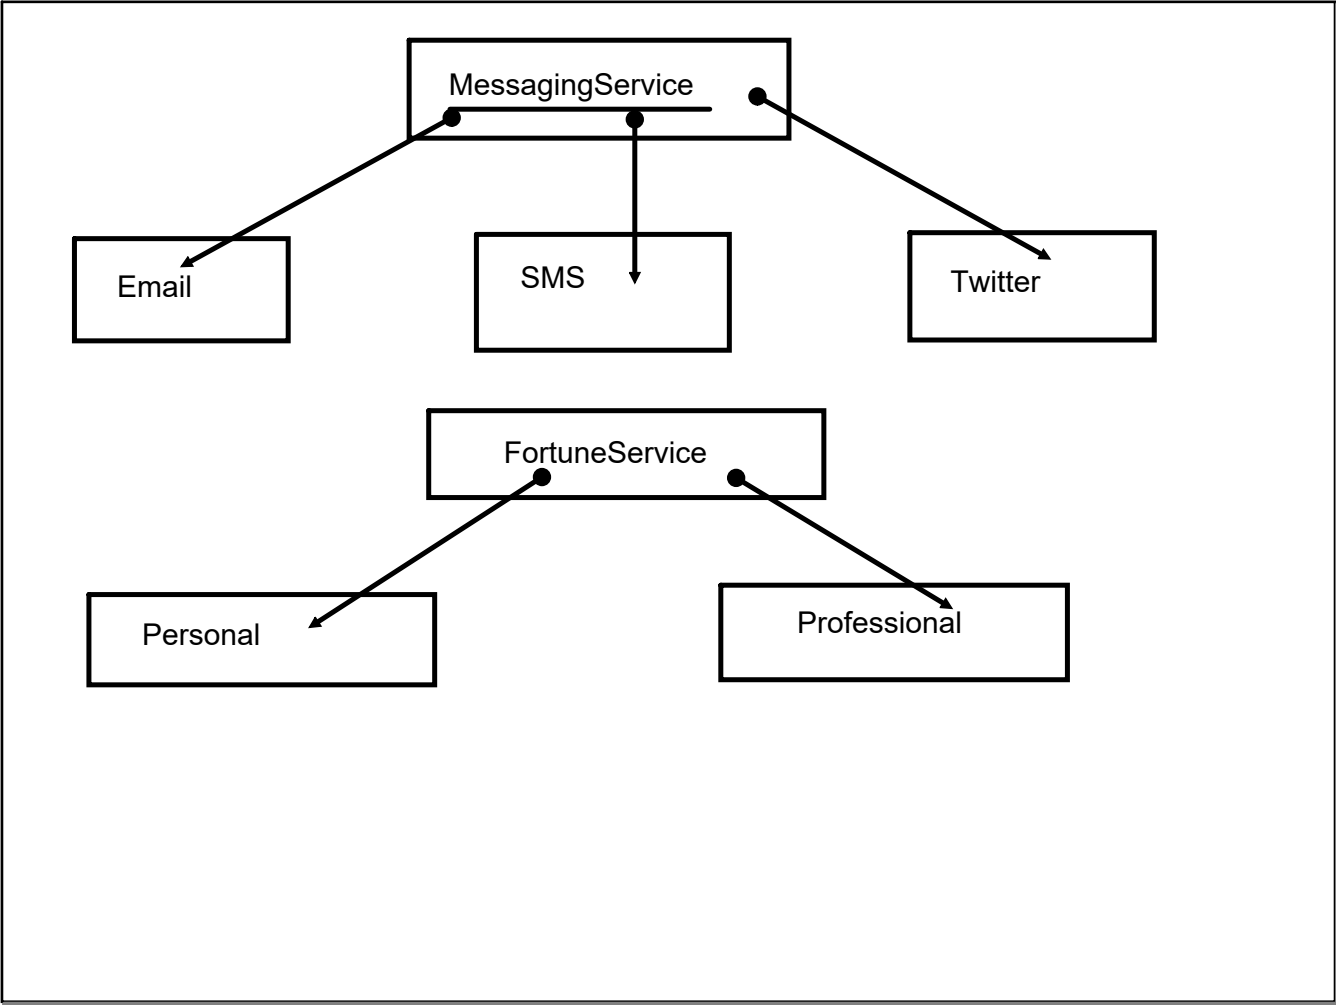 MessagingService
Email
SMS
Twitter
FortuneService
Personal
Professional